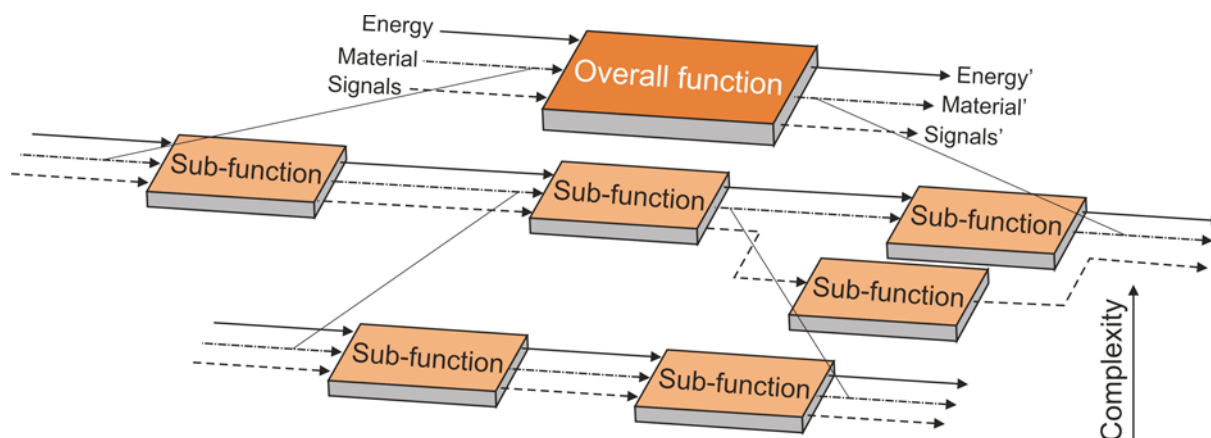 Energy
Material
Signals
Overall function
Energy’
Material’
Signals’
Sub-function
Sub-function
Sub-function
Sub-function
Sub-function
Sub-function
Complexity